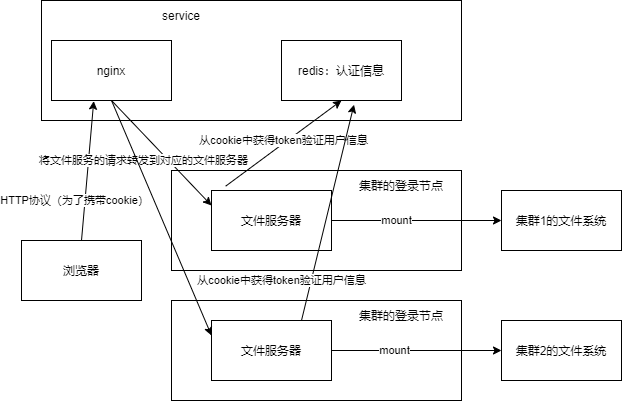 service
nginx
redis：认证信息
从cookie中获得token验证用户信息
将文件服务的请求转发到对应的文件服务器
集群的登录节点
HTTP协议（为了携带cookie）
文件服务器
mount
集群1的文件系统
浏览器
从cookie中获得token验证用户信息
集群的登录节点
文件服务器
mount
集群2的文件系统